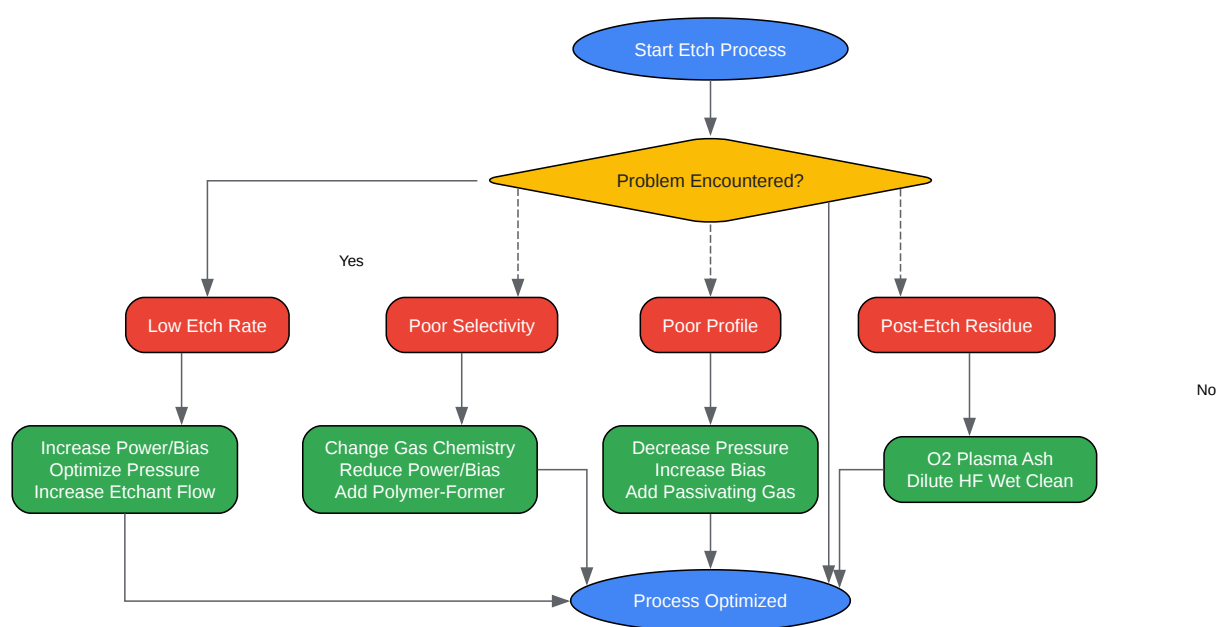 Start Etch Process
Problem Encountered?
Yes
Low Etch Rate
Poor Selectivity
Poor Profile
Post-Etch Residue
No
Increase Power/Bias
Optimize Pressure
Increase Etchant Flow
Change Gas Chemistry
Reduce Power/Bias
Add Polymer-Former
Decrease Pressure
Increase Bias
Add Passivating Gas
O2 Plasma Ash
Dilute HF Wet Clean
Process Optimized